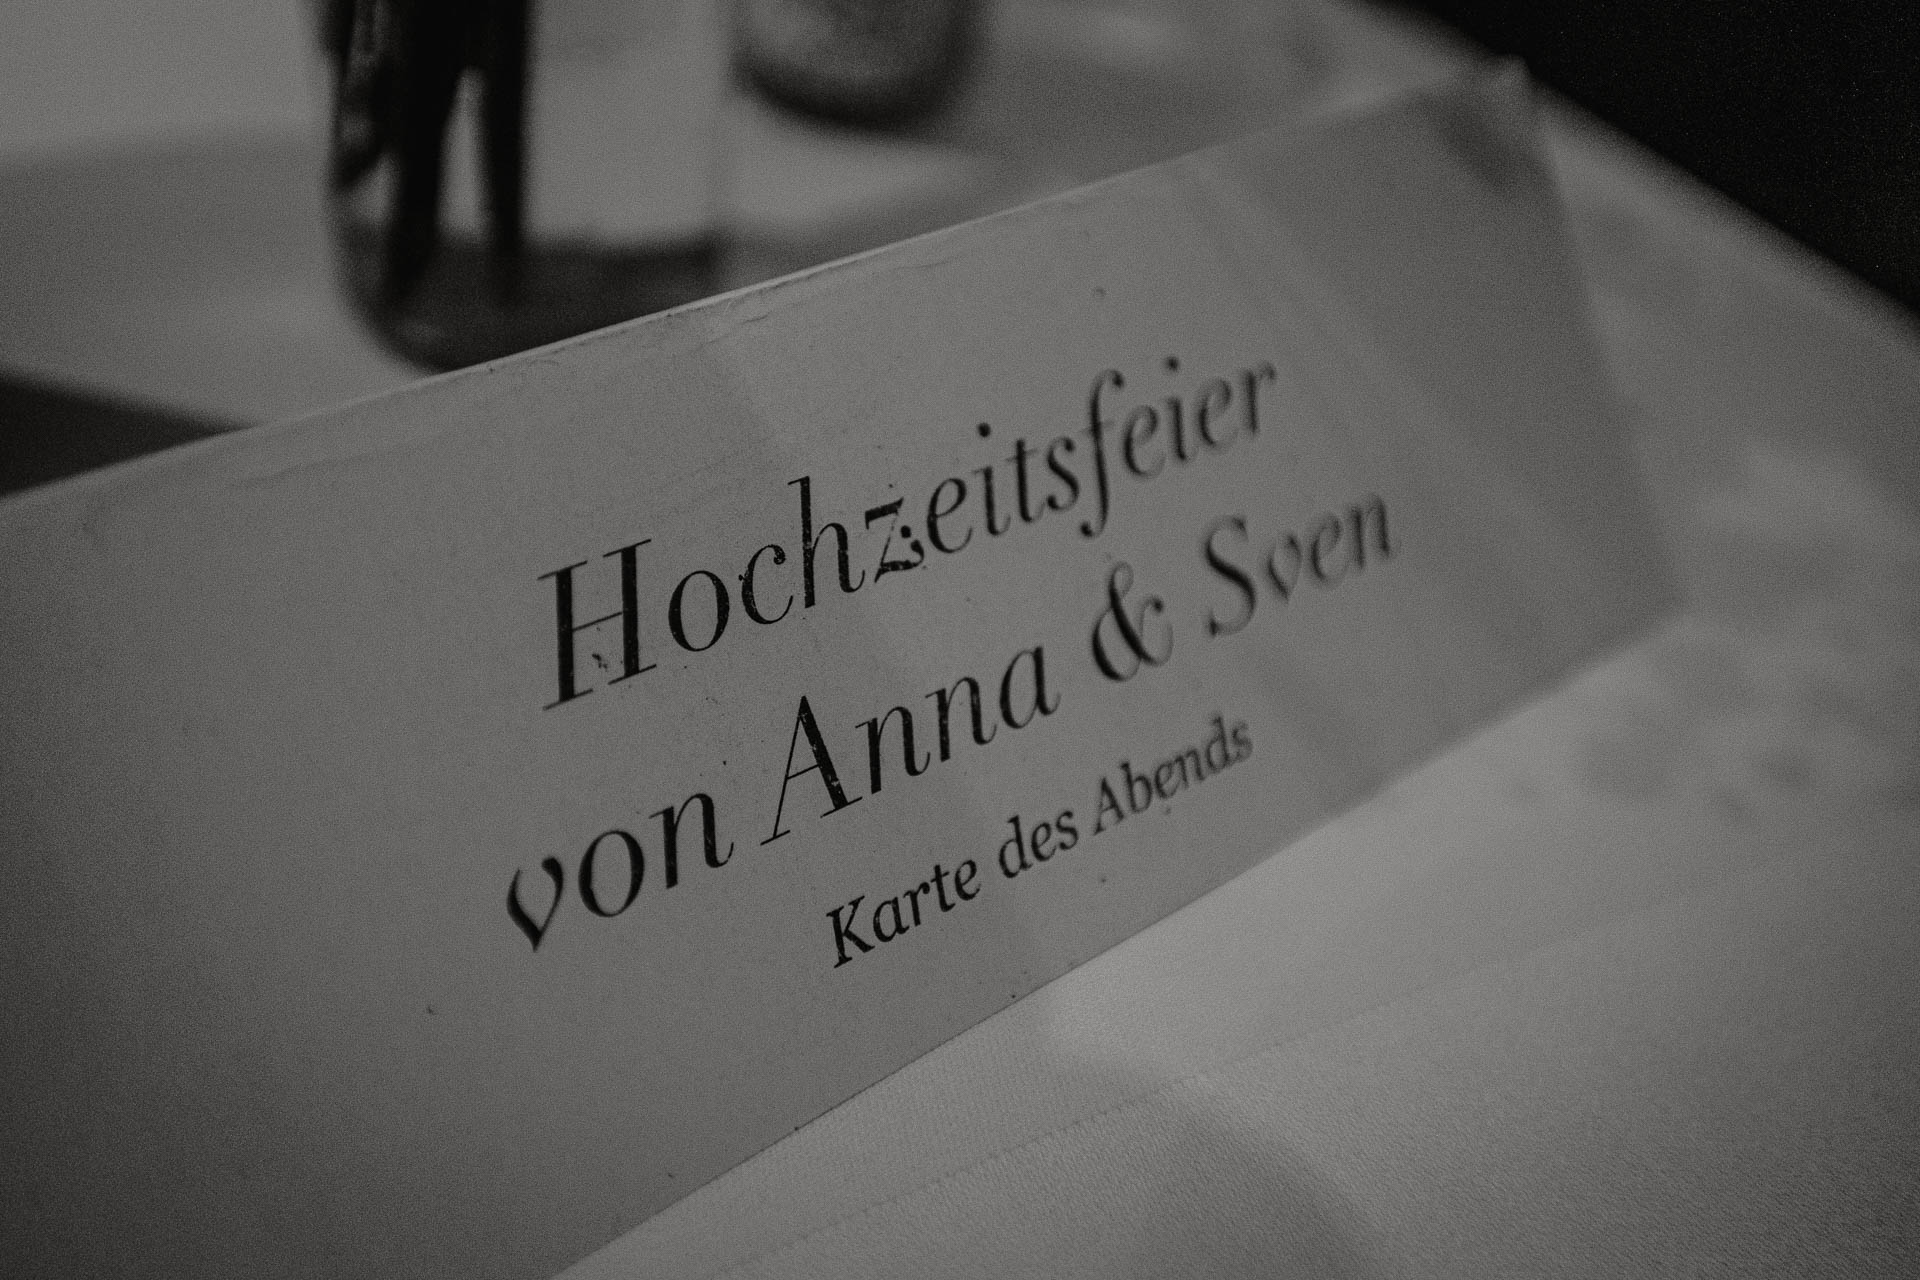 Hochzeitsfeier
von Anna & Sven
Karte des Abends